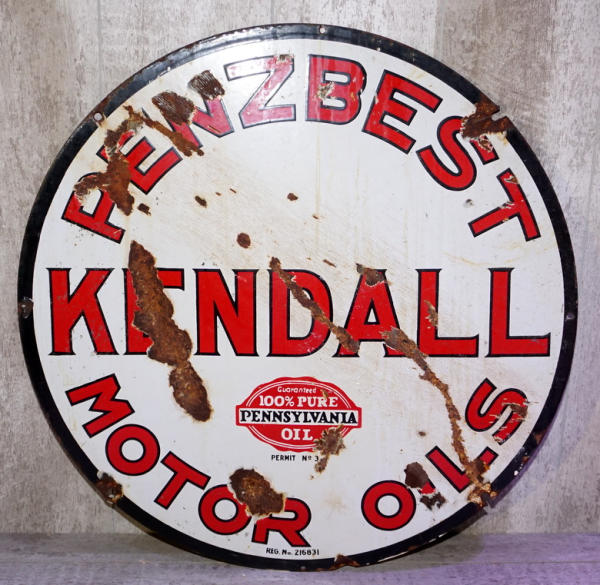 PENZBEST
KENDALL
Guaranteed
100% PURE
PENNSYLVANIA
OIL
PERMIT Nº 3
MOTOR OILS
REG. No. 216831